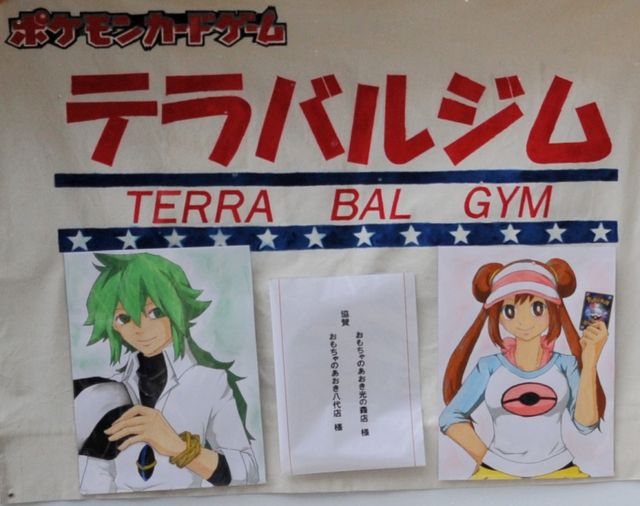 ポケモンカードゲーム
テラバルジム
TERRA BAL GYM
協賛
おもちゃのあおき光の森店 様
おもちゃのあおき八代店 様